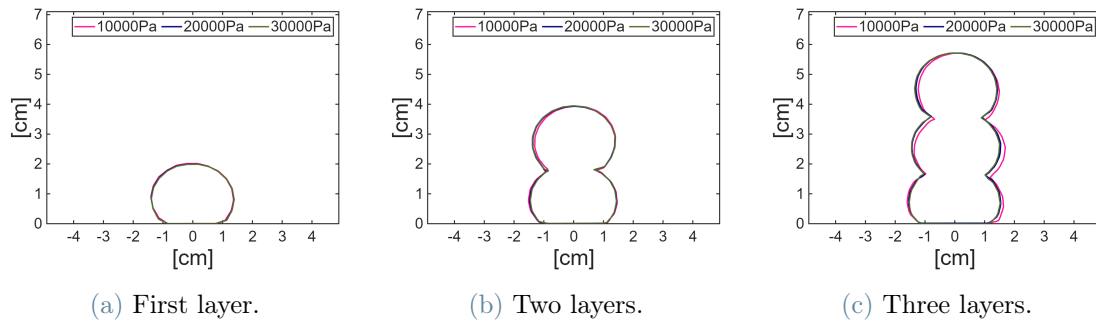 10000Pa 20000Pa 30000Pa
7
6
5
4
3
2
1
0
[cm]
-4 -3 -2 -1 0 1 2 3 4
[cm]
(a) First layer.
10000Pa 20000Pa 30000Pa
7
6
5
4
3
2
1
0
[cm]
-4 -3 -2 -1 0 1 2 3 4
[cm]
(b) Two layers.
10000Pa 20000Pa 30000Pa
7
6
5
4
3
2
1
0
[cm]
-4 -3 -2 -1 0 1 2 3 4
[cm]
(c) Three layers.